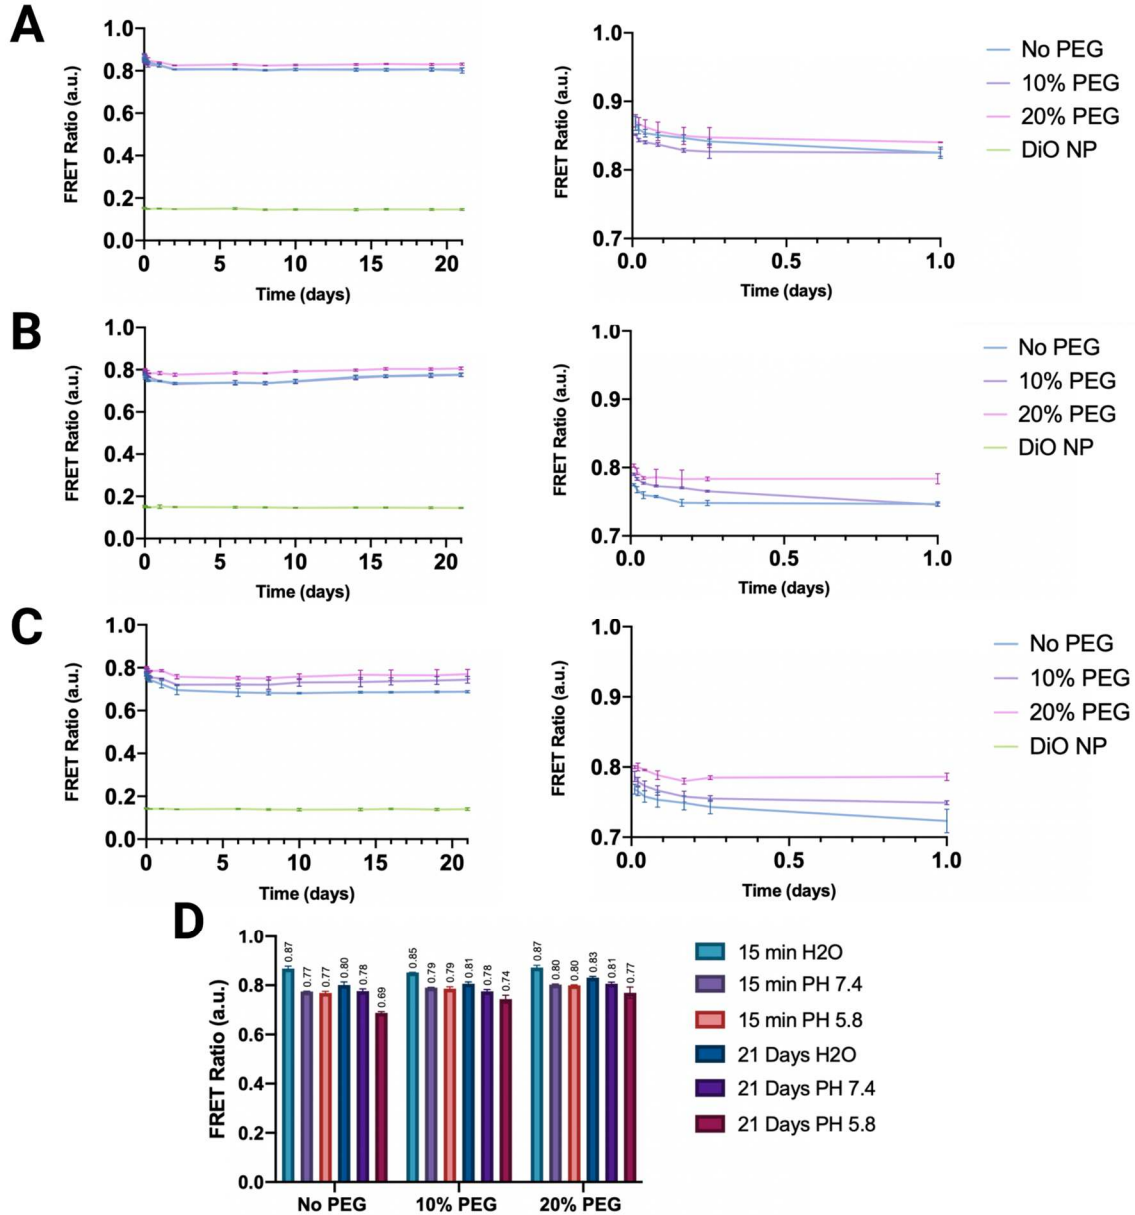 A
FRET Ratio (a.u.)
1.0
0.8
0.6
0.4
0.2
0.0
0 5 10 15 20
Time (days)
FRET Ratio (a.u.)
1.0
0.9
0.8
0.7
0.0 0.5 1.0
Time (days)
No PEG
10% PEG
20% PEG
DiO NP
B
FRET Ratio (a.u.)
1.0
0.8
0.6
0.4
0.2
0.0
0 5 10 15 20
Time (days)
FRET Ratio (a.u.)
1.0
0.9
0.8
0.7
0.0 0.5 1.0
Time (days)
No PEG
10% PEG
20% PEG
DiO NP
C
FRET Ratio (a.u.)
1.0
0.8
0.6
0.4
0.2
0.0
0 5 10 15 20
Time (days)
FRET Ratio (a.u.)
1.0
0.9
0.8
0.7
0.0 0.5 1.0
Time (days)
No PEG
10% PEG
20% PEG
DiO NP
D
FRET Ratio (a.u.)
1.0
0.8
0.6
0.4
0.2
0.0
0.87 0.77 0.77 0.80 0.78 0.69
0.85 0.79 0.79 0.81 0.78 0.74
0.87 0.80 0.80 0.83 0.81 0.77
No PEG 10% PEG 20% PEG
15 min H2O
15 min PH 7.4
15 min PH 5.8
21 Days H2O
21 Days PH 7.4
21 Days PH 5.8